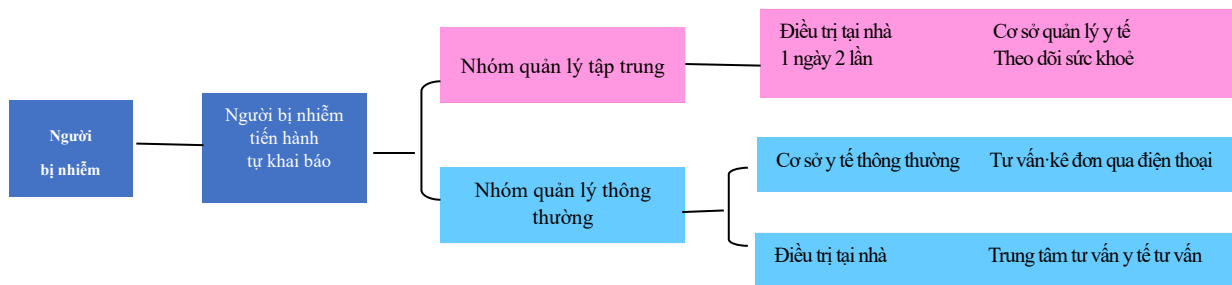 Người
bị nhiễm
Người bị nhiễm
tiến hành
tự khai báo
Nhóm quản lý tập trung
Điều trị tại nhà Cơ sở quản lý y tế
1 ngày 2 lần Theo dõi sức khoẻ
Nhóm quản lý thông
thường
Cơ sở y tế thông thường Tư vấn·kê đơn qua điện thoại
Điều trị tại nhà Trung tâm tư vấn y tế tư vấn